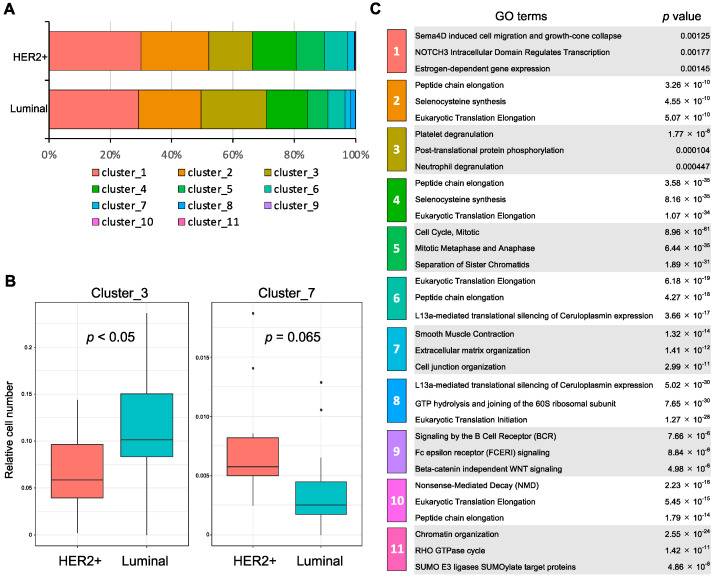 A
HER2+
Luminal
0% 20% 40% 60% 80% 100%
cluster_1 cluster_2 cluster_3
cluster_4 cluster_5 cluster_6
cluster_7 cluster_8 cluster_9
cluster_10 cluster_11
B
Cluster_3 Cluster_7
Relative cell number
p < 0.05 p = 0.065
0.2
0.150
0.100
0.050
0
0.015
0.010
0.005
0
HER2+ Luminal HER2+ Luminal
C
GO terms p value
1
Sema4D induced cell migration and growth-cone collapse 0.00125
NOTCH3 Intracellular Domain Regulates Transcription 0.00177
Estrogen-dependent gene expression 0.00145
2
Peptide chain elongation 3.26 × 10⁻¹⁰
Selenocysteine synthesis 4.55 × 10⁻¹⁰
Eukaryotic Translation Elongation 5.07 × 10⁻¹⁰
3
Platelet degranulation 1.77 × 10⁻⁶
Post-translational protein phosphorylation 0.000104
Neutrophil degranulation 0.000447
4
Peptide chain elongation 3.58 × 10⁻³⁵
Selenocysteine synthesis 8.16 × 10⁻³⁵
Eukaryotic Translation Elongation 1.07 × 10⁻³⁴
5
Cell Cycle, Mitotic 8.96 × 10⁻⁶¹
Mitotic Metaphase and Anaphase 6.44 × 10⁻³⁵
Separation of Sister Chromatids 1.89 × 10⁻³¹
6
Eukaryotic Translation Elongation 6.18 × 10⁻¹⁹
Peptide chain elongation 4.27 × 10⁻¹⁸
L13a-mediated translational silencing of Ceruloplasmin expression 3.66 × 10⁻¹⁷
7
Smooth Muscle Contraction 1.32 × 10⁻¹⁴
Extracellular matrix organization 1.41 × 10⁻¹²
Cell junction organization 2.99 × 10⁻¹¹
8
L13a-mediated translational silencing of Ceruloplasmin expression 5.02 × 10⁻³⁰
GTP hydrolysis and joining of the 60S ribosomal subunit 7.65 × 10⁻³⁰
Eukaryotic Translation Initiation 1.27 × 10⁻²⁸
9
Signaling by the B Cell Receptor (BCR) 7.66 × 10⁻⁶
Fc epsilon receptor (FCERI) signaling 8.84 × 10⁻⁶
Beta-catenin independent WNT signaling 4.98 × 10⁻⁶
10
Nonsense-Mediated Decay (NMD) 2.23 × 10⁻¹⁶
Eukaryotic Translation Elongation 5.45 × 10⁻¹⁵
Peptide chain elongation 1.79 × 10⁻¹⁴
11
Chromatin organization 2.55 × 10⁻²⁴
RHO GTPase cycle 1.42 × 10⁻¹¹
SUMO E3 ligases SUMOylate target proteins 4.86 × 10⁻⁸